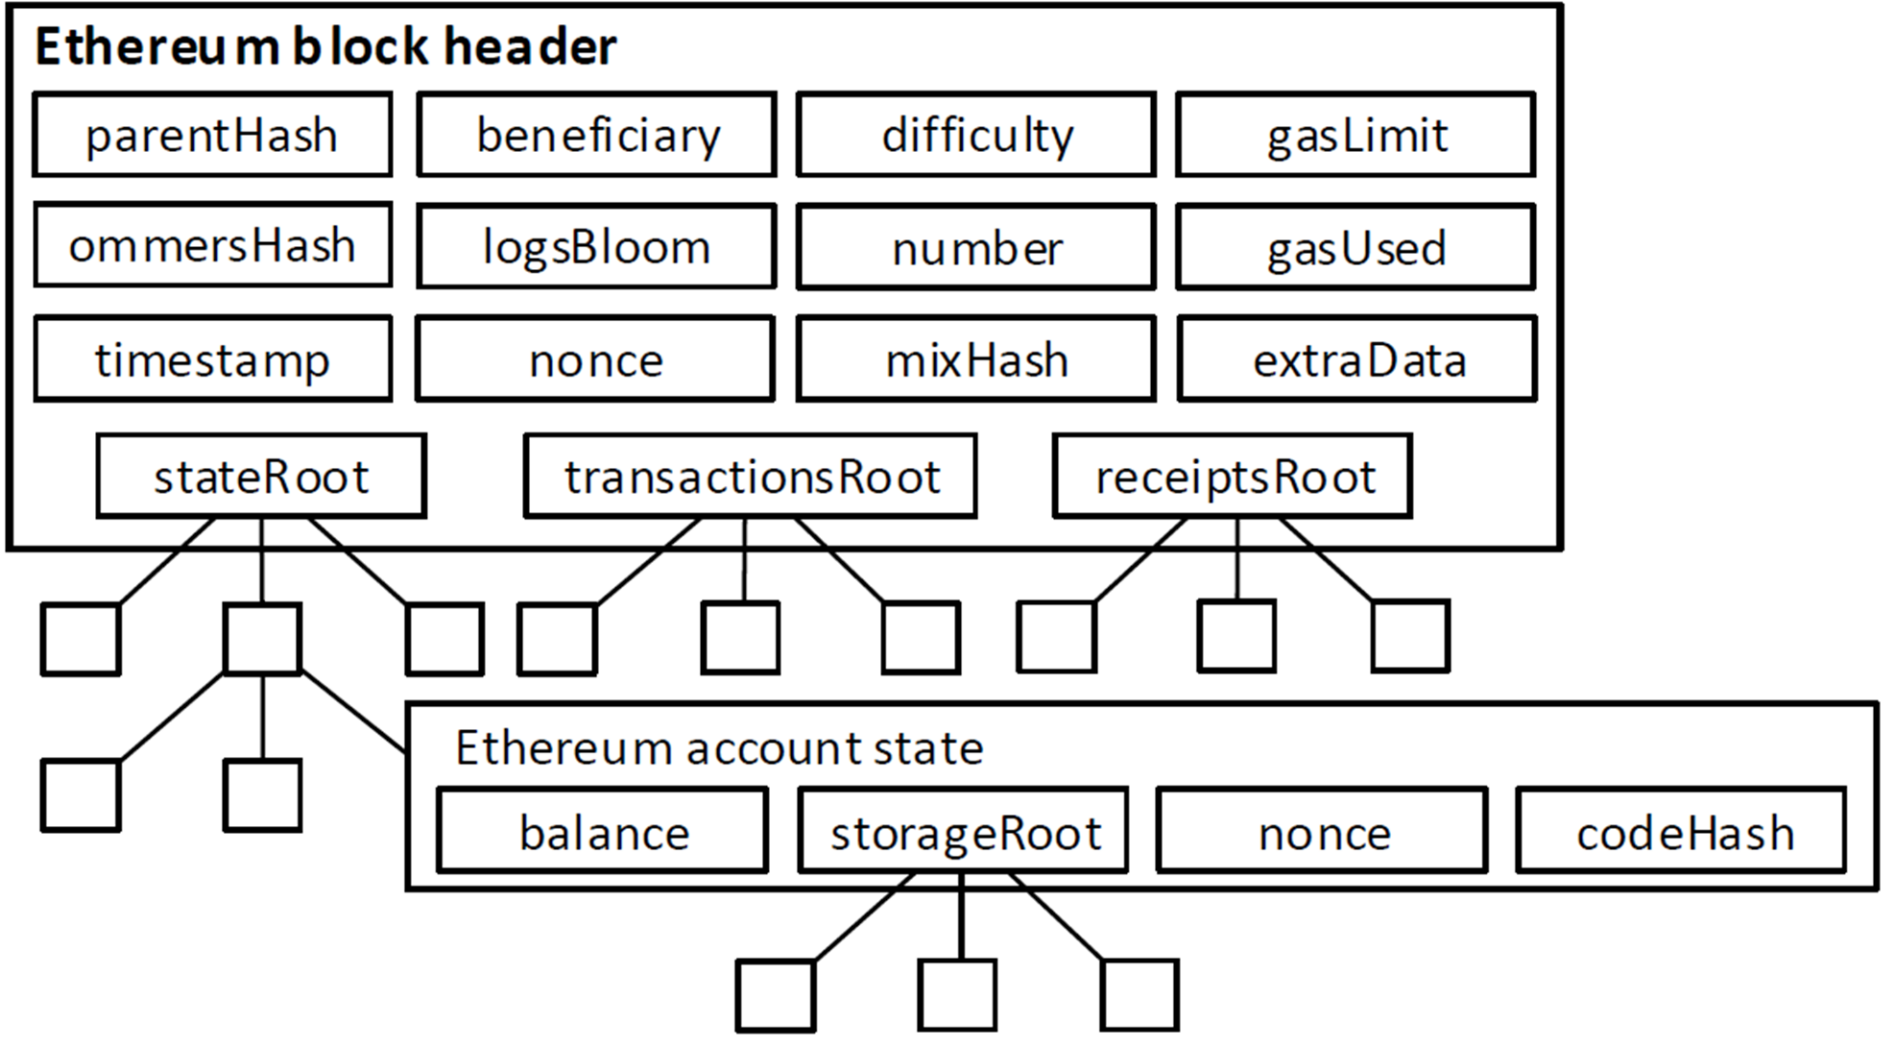 Ethereum block header
parentHash beneficiary difficulty gasLimit
ommersHash logsBloom number gasUsed
timestamp nonce mixHash extraData
stateRoot transactionsRoot receiptsRoot
Ethereum account state
balance storageRoot nonce codeHash